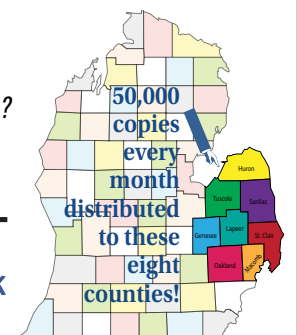 ?
50,000
copies
every
month
distributed
to these
eight
counties!
K
Huron
Tuscola
Sanilac
Genesee
Lapeer
St. Clair
Oakland
Macomb